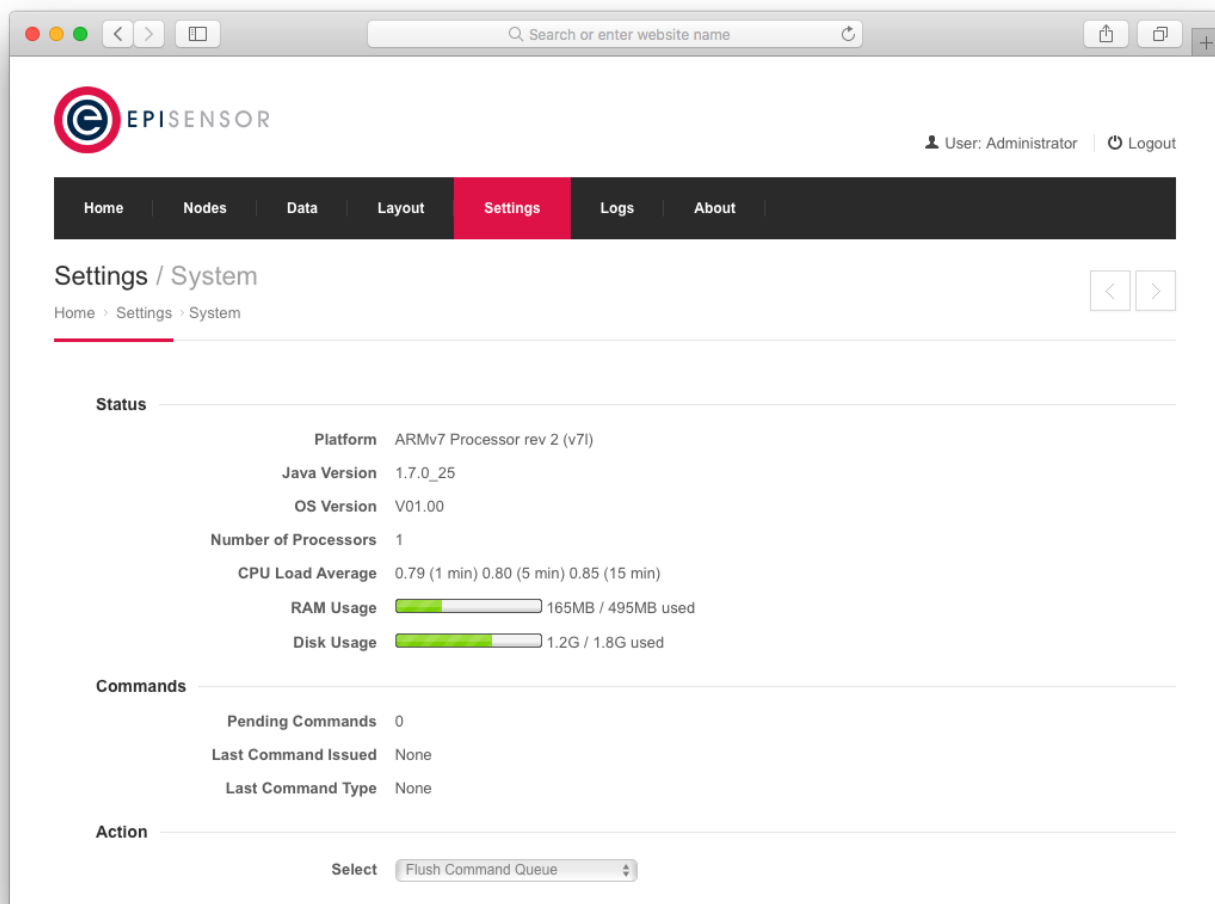 Search or enter website name
EPISENSOR
User: Administrator Logout
Home Nodes Data Layout Settings Logs About
Settings / System
Home › Settings › System
Status
Platform ARMv7 Processor rev 2 (v7l)
Java Version 1.7.0_25
OS Version V01.00
Number of Processors 1
CPU Load Average 0.79 (1 min) 0.80 (5 min) 0.85 (15 min)
RAM Usage 165MB / 495MB used
Disk Usage 1.2G / 1.8G used
Commands
Pending Commands 0
Last Command Issued None
Last Command Type None
Action
Select Flush Command Queue